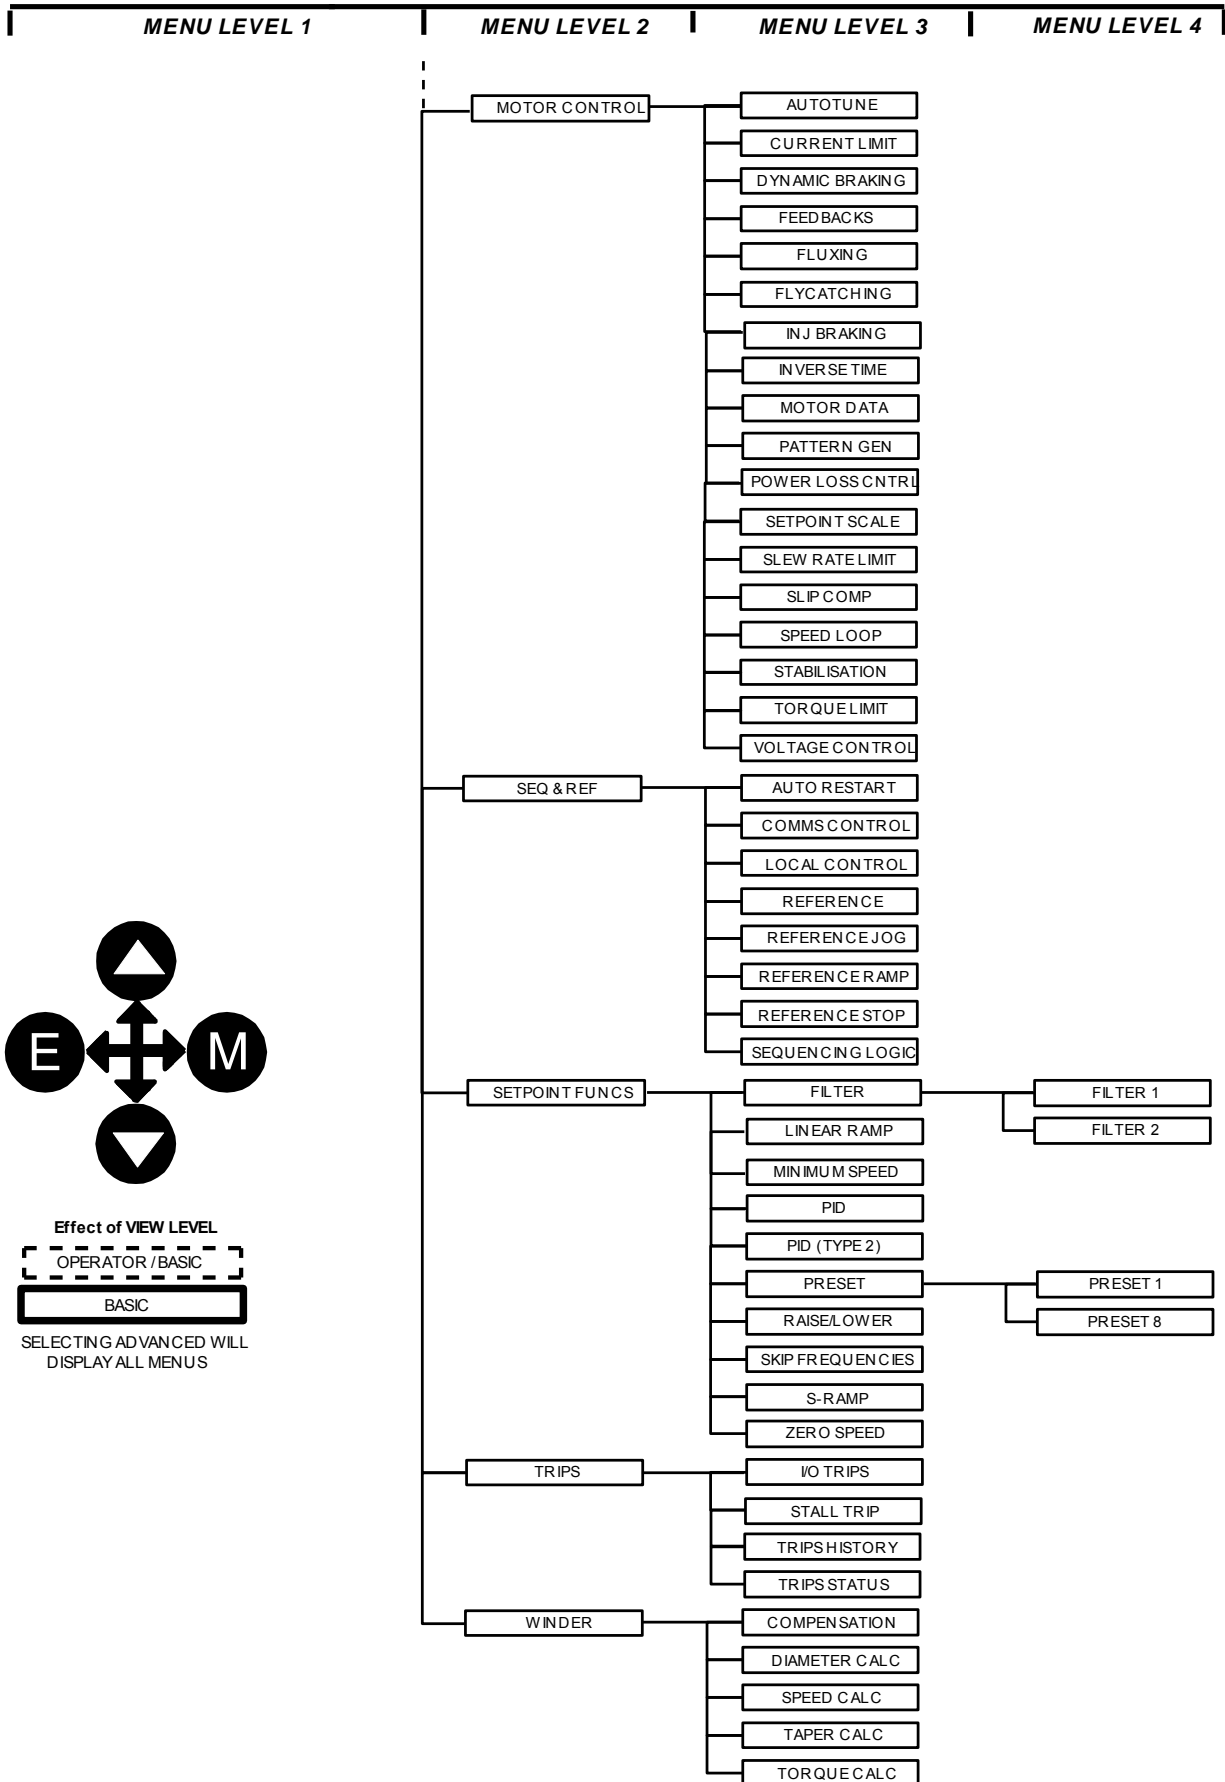 MENU LEVEL 1
MENU LEVEL 2
MENU LEVEL 3
MENU LEVEL 4
MOTOR CONTROL
AUTOTUNE
CURRENT LIMIT
DYNAMIC BRAKING
FEEDBACKS
FLUXING
FLYCATCHING
INJ BRAKING
INVERSE TIME
MOTOR DATA
PATTERN GEN
POWER LOSS CNTRL
SETPOINT SCALE
SLEW RATE LIMIT
SLIP COMP
SPEED LOOP
STABILISATION
TORQUE LIMIT
VOLTAGE CONTROL
SEQ & REF
AUTO RESTART
COMMS CONTROL
LOCAL CONTROL
REFERENCE
REFERENCE JOG
REFERENCE RAMP
REFERENCE STOP
SEQUENCING LOGIC
SETPOINT FUNCS
FILTER
FILTER 1
FILTER 2
LINEAR RAMP
MINIMUM SPEED
PID
PID (TYPE 2)
PRESET
PRESET 1
PRESET 8
RAISE/LOWER
SKIP FREQUENCIES
S-RAMP
ZERO SPEED
TRIPS
I/O TRIPS
STALL TRIP
TRIPS HISTORY
TRIPS STATUS
WINDER
COMPENSATION
DIAMETER CALC
SPEED CALC
TAPER CALC
TORQUE CALC
E
M
Effect of VIEW LEVEL
OPERATOR / BASIC
BASIC
SELECTING ADVANCED WILL
DISPLAY ALL MENUS